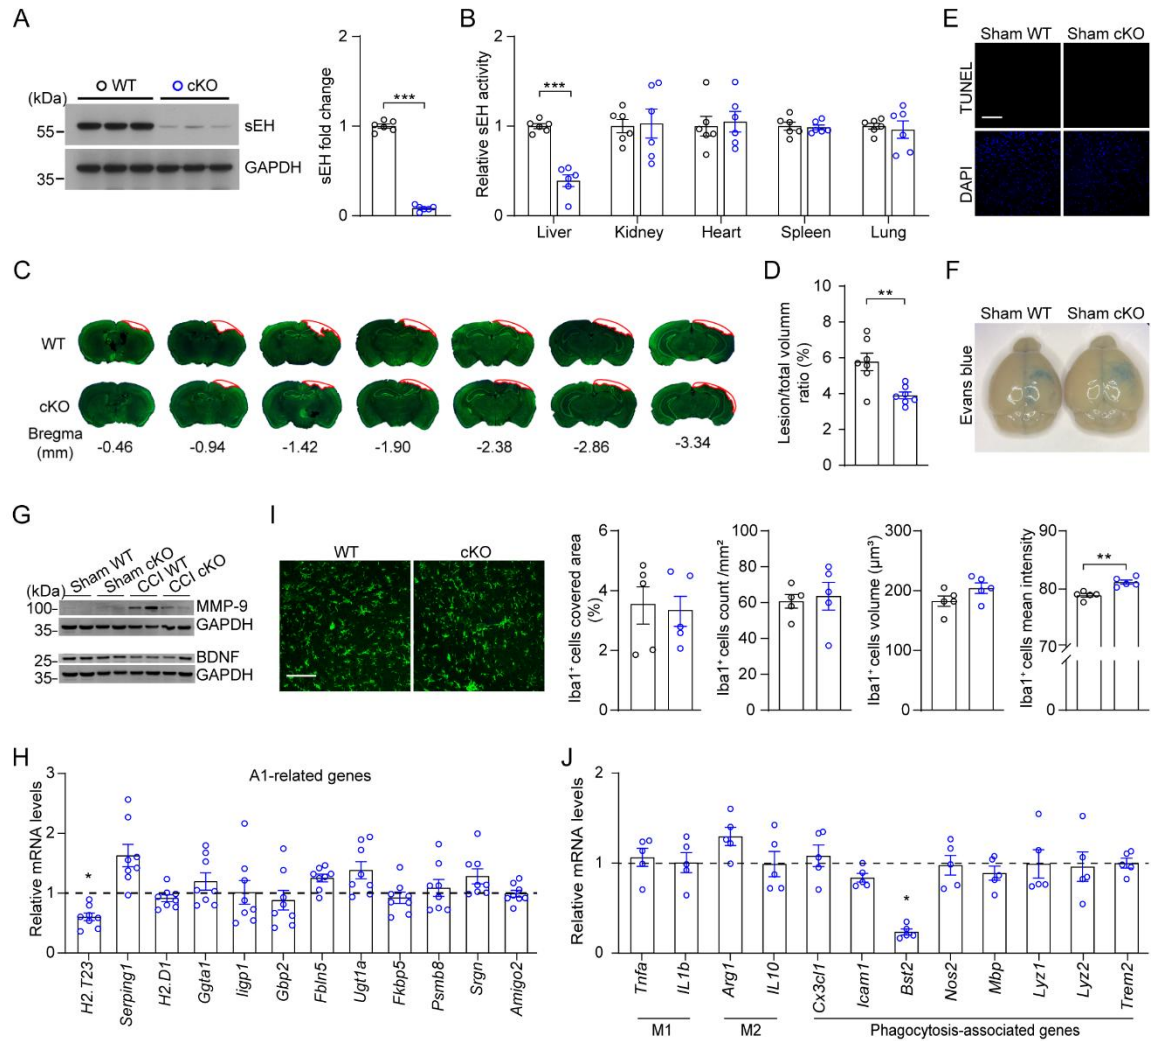 A
WT cKO
(kDa)
55
35
sEH
GAPDH
sEH fold change
2
1
0
***
B
Relative sEH activity
2
1
0
***
Liver Kidney Heart Spleen Lung
E
Sham WT Sham cKO
TUNEL
DAPI
C
WT
cKO
Bregma
(mm)
-0.46 -0.94 -1.42 -1.90 -2.38 -2.86 -3.34
D
Lesion/total volumm
ratio (%)
10
8
6
4
2
0
**
F
Sham WT Sham cKO
Evans blue
G
Sham WT
Sham cKO
CCI WT
CCI cKO
(kDa)
100
35
25
35
MMP-9
GAPDH
BDNF
GAPDH
I
WT cKO
Iba1⁺ cells covered area
(%)
6
4
2
0
Iba1⁺ cells count /mm²
100
80
60
40
20
0
Iba1⁺ cells volume (μm³)
300
200
100
0
Iba1⁺ cells mean intensity
90
80
70
0
**
H
A1-related genes
Relative mRNA levels
3
2
1
0
*
H2.T23 Serping1 H2.D1 Ggta1 Iigp1 Gbp2 Fbln5 Ugt1a Fkbp5 Psmb8 Srgn Amigo2
J
Relative mRNA levels
2
1
0
*
Tnfa IL1b Arg1 IL10 Cx3cl1 Icam1 Bst2 Nos2 Mbp Lyz1 Lyz2 Trem2
M1 M2 Phagocytosis-associated genes